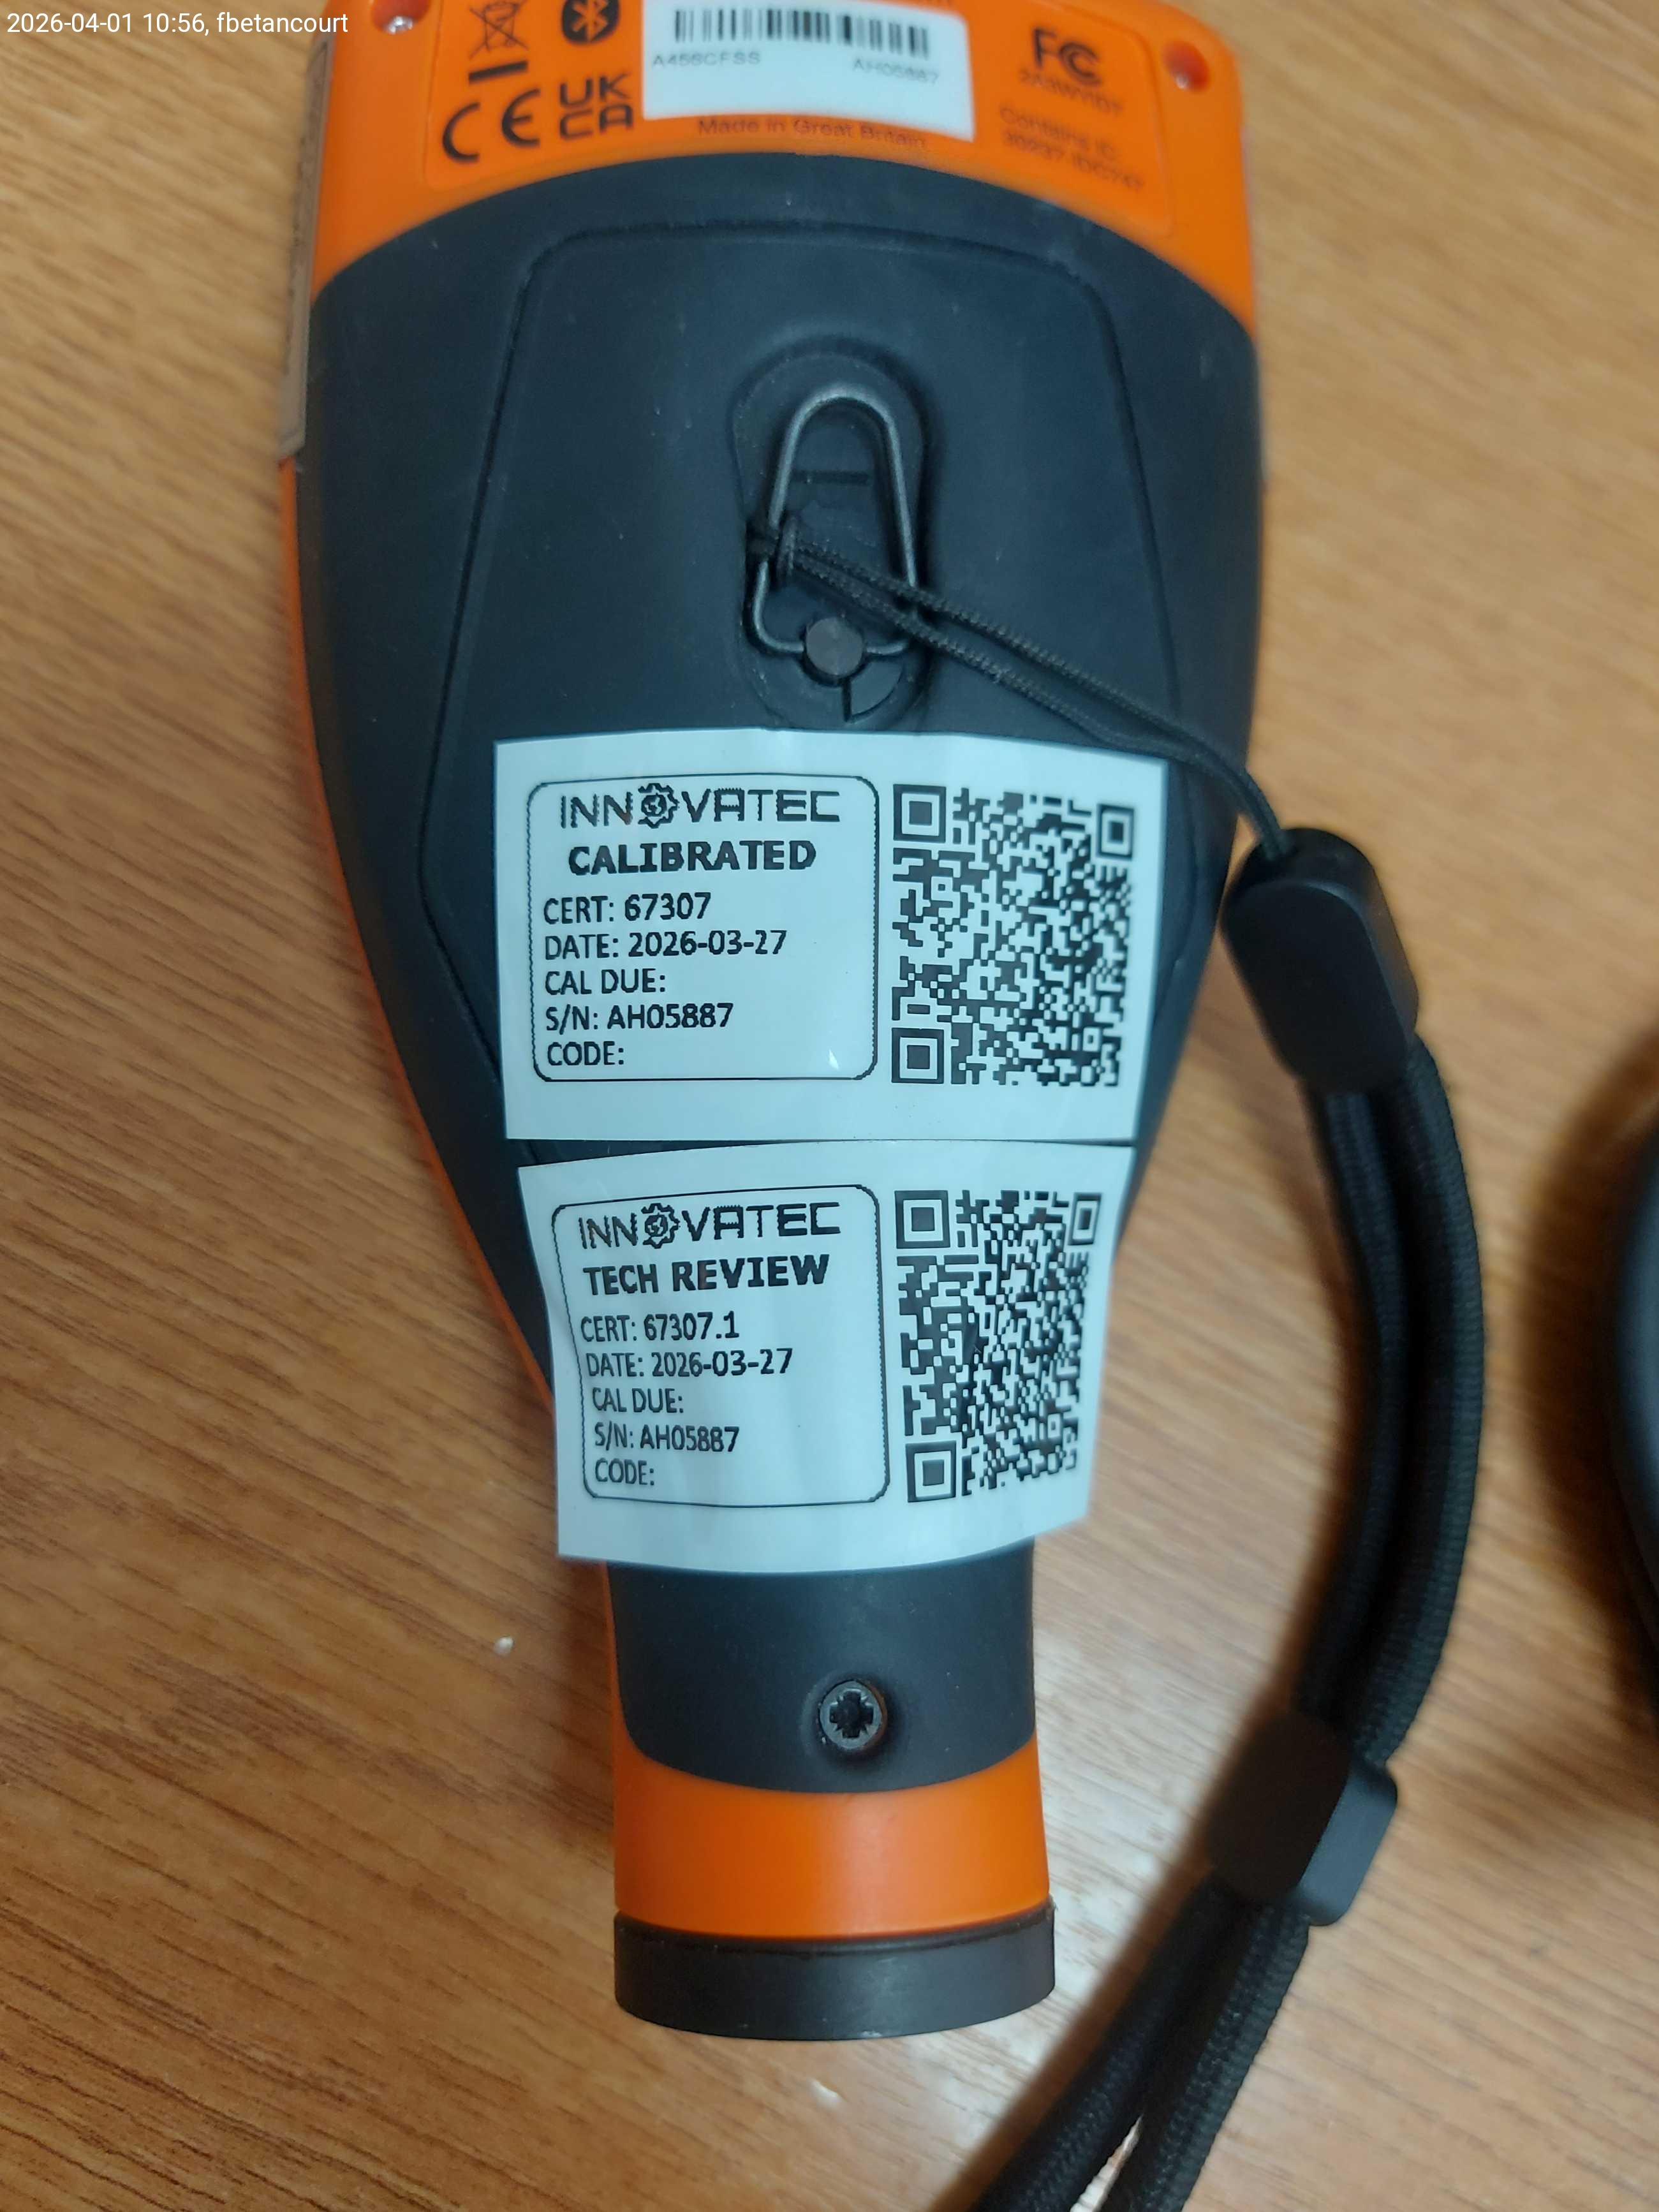 2026-04-01 10:56, fbetancourt
A456CFSS AH05887
FC
CE UK CA
Made in Great Britain
Contains IC:
INNOVATEC
CALIBRATED
CERT: 67307
DATE: 2026-03-27
CAL DUE:
S/N: AH05887
CODE:
INNOVATEC
TECH REVIEW
CERT: 67307.1
DATE: 2026-03-27
CAL DUE:
S/N: AH05887
CODE: